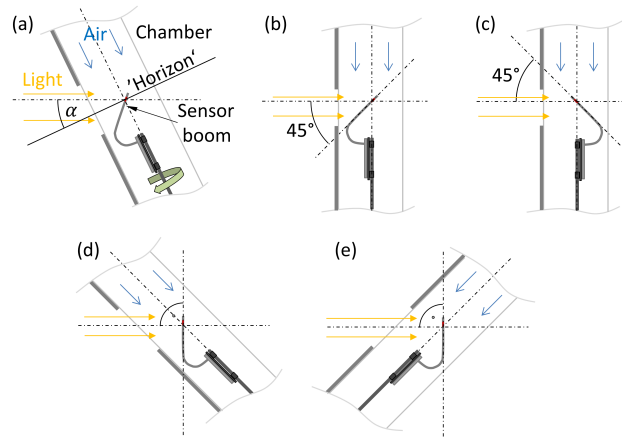 (a)
Air
Chamber
Light
'Horizon'
α
Sensor
boom
(b)
45°
(c)
45°
(d)
(e)